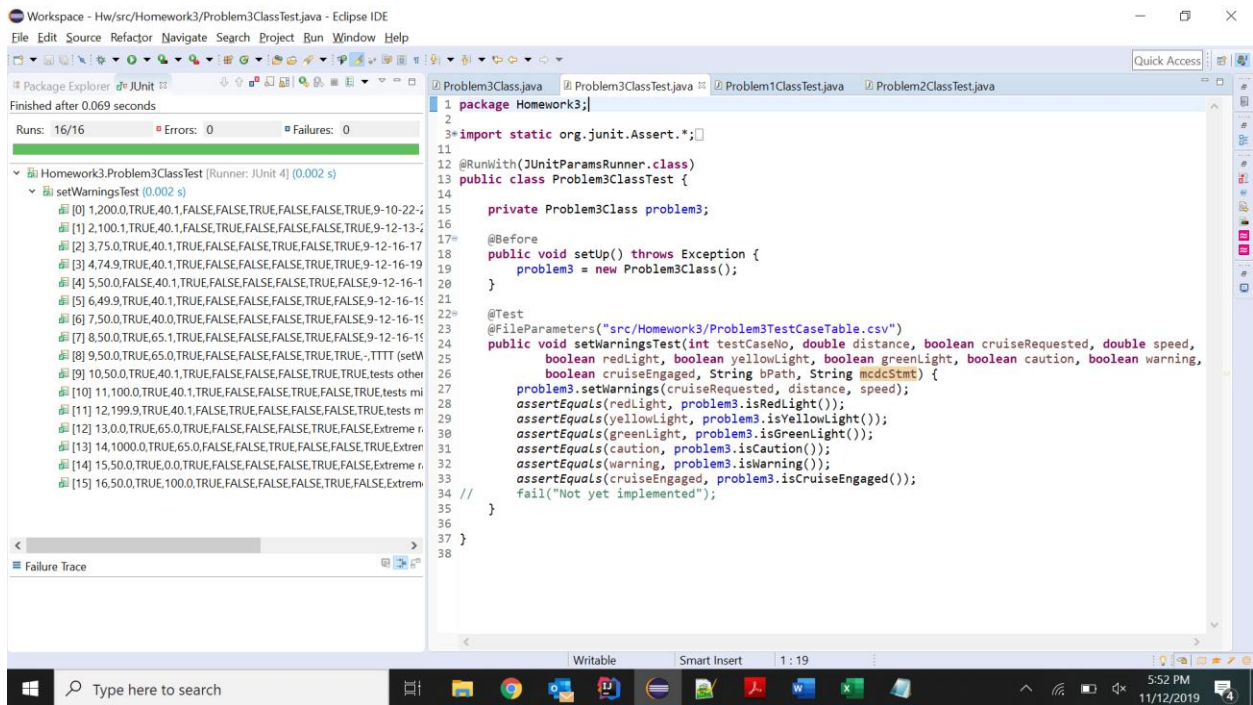 Workspace - Hw/src/Homework3/Problem3ClassTest.java - Eclipse IDE
File Edit Source Refactor Navigate Search Project Run Window Help
Quick Access
Package Explorer JUnit
Finished after 0.069 seconds
Runs: 16/16 Errors: 0 Failures: 0
Homework3.Problem3ClassTest [Runner: JUnit 4] (0.002 s)
setWarningsTest (0.002 s)
[0] 1,200.0,TRUE,40.1,FALSE,FALSE,TRUE,FALSE,FALSE,TRUE,9-10-22-2
[1] 2,100.1,TRUE,40.1,FALSE,TRUE,FALSE,FALSE,FALSE,TRUE,9-12-13-2
[2] 3,75.0,TRUE,40.1,TRUE,FALSE,FALSE,TRUE,FALSE,TRUE,9-12-16-17
[3] 4,74.9,TRUE,40.1,TRUE,FALSE,FALSE,FALSE,TRUE,TRUE,9-12-16-19
[4] 5,50.0,FALSE,40.1,TRUE,FALSE,FALSE,FALSE,TRUE,FALSE,9-12-16-1
[5] 6,49.9,TRUE,40.1,TRUE,FALSE,FALSE,FALSE,TRUE,FALSE,9-12-16-19
[6] 7,50.0,TRUE,40.0,TRUE,FALSE,FALSE,FALSE,TRUE,FALSE,9-12-16-19
[7] 8,50.0,TRUE,65.1,TRUE,FALSE,FALSE,FALSE,TRUE,FALSE,9-12-16-19
[8] 9,50.0,TRUE,65.0,TRUE,FALSE,FALSE,FALSE,TRUE,TRUE,-,TTTT (setW
[9] 10,50.0,TRUE,40.1,TRUE,FALSE,FALSE,FALSE,TRUE,TRUE,tests other
[10] 11,100.0,TRUE,40.1,TRUE,FALSE,FALSE,TRUE,FALSE,TRUE,tests mi
[11] 12,199.9,TRUE,40.1,FALSE,TRUE,FALSE,FALSE,FALSE,TRUE,tests m
[12] 13,0.0,TRUE,65.0,TRUE,FALSE,FALSE,FALSE,TRUE,FALSE,Extreme r
[13] 14,1000.0,TRUE,65.0,FALSE,FALSE,TRUE,FALSE,FALSE,TRUE,Extren
[14] 15,50.0,TRUE,0.0,TRUE,FALSE,FALSE,FALSE,TRUE,FALSE,Extreme r
[15] 16,50.0,TRUE,100.0,TRUE,FALSE,FALSE,FALSE,TRUE,FALSE,Extrem
Failure Trace
Problem3Class.java Problem3ClassTest.java Problem1ClassTest.java Problem2ClassTest.java
1 package Homework3;
2
3 import static org.junit.Assert.*;
11
12 @RunWith(JUnitParamsRunner.class)
13 public class Problem3ClassTest {
14
15 private Problem3Class problem3;
16
17 @Before
18 public void setUp() throws Exception {
19 problem3 = new Problem3Class();
20 }
21
22 @Test
23 @FileParameters("src/Homework3/Problem3TestCaseTable.csv")
24 public void setWarningsTest(int testCaseNo, double distance, boolean cruiseRequested, double speed,
25 boolean redLight, boolean yellowLight, boolean greenLight, boolean caution, boolean warning,
26 boolean cruiseEngaged, String bPath, String mcdcStmt) {
27 problem3.setWarnings(cruiseRequested, distance, speed);
28 assertEquals(redLight, problem3.isRedLight());
29 assertEquals(yellowLight, problem3.isYellowLight());
30 assertEquals(greenLight, problem3.isGreenLight());
31 assertEquals(caution, problem3.isCaution());
32 assertEquals(warning, problem3.isWarning());
33 assertEquals(cruiseEngaged, problem3.isCruiseEngaged());
34 // fail("Not yet implemented");
35 }
36
37 }
38
Writable Smart Insert 1 : 19
Type here to search
5:52 PM
11/12/2019
4